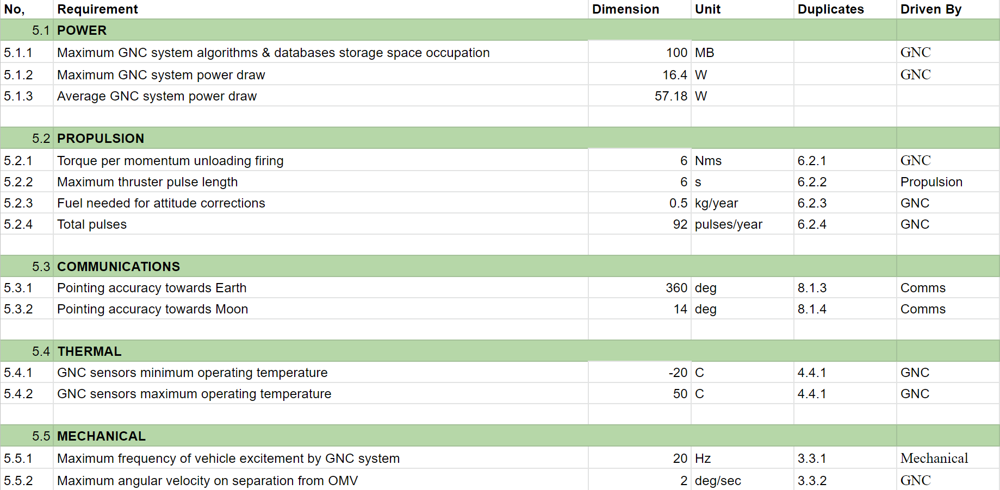 No, Requirement Dimension Unit Duplicates Driven By
5.1 POWER
5.1.1 Maximum GNC system algorithms & databases storage space occupation 100 MB GNC
5.1.2 Maximum GNC system power draw 16.4 W GNC
5.1.3 Average GNC system power draw 57.18 W
5.2 PROPULSION
5.2.1 Torque per momentum unloading firing 6 Nms 6.2.1 GNC
5.2.2 Maximum thruster pulse length 6 s 6.2.2 Propulsion
5.2.3 Fuel needed for attitude corrections 0.5 kg/year 6.2.3 GNC
5.2.4 Total pulses 92 pulses/year 6.2.4 GNC
5.3 COMMUNICATIONS
5.3.1 Pointing accuracy towards Earth 360 deg 8.1.3 Comms
5.3.2 Pointing accuracy towards Moon 14 deg 8.1.4 Comms
5.4 THERMAL
5.4.1 GNC sensors minimum operating temperature -20 C 4.4.1 GNC
5.4.2 GNC sensors maximum operating temperature 50 C 4.4.1 GNC
5.5 MECHANICAL
5.5.1 Maximum frequency of vehicle excitement by GNC system 20 Hz 3.3.1 Mechanical
5.5.2 Maximum angular velocity on separation from OMV 2 deg/sec 3.3.2 GNC